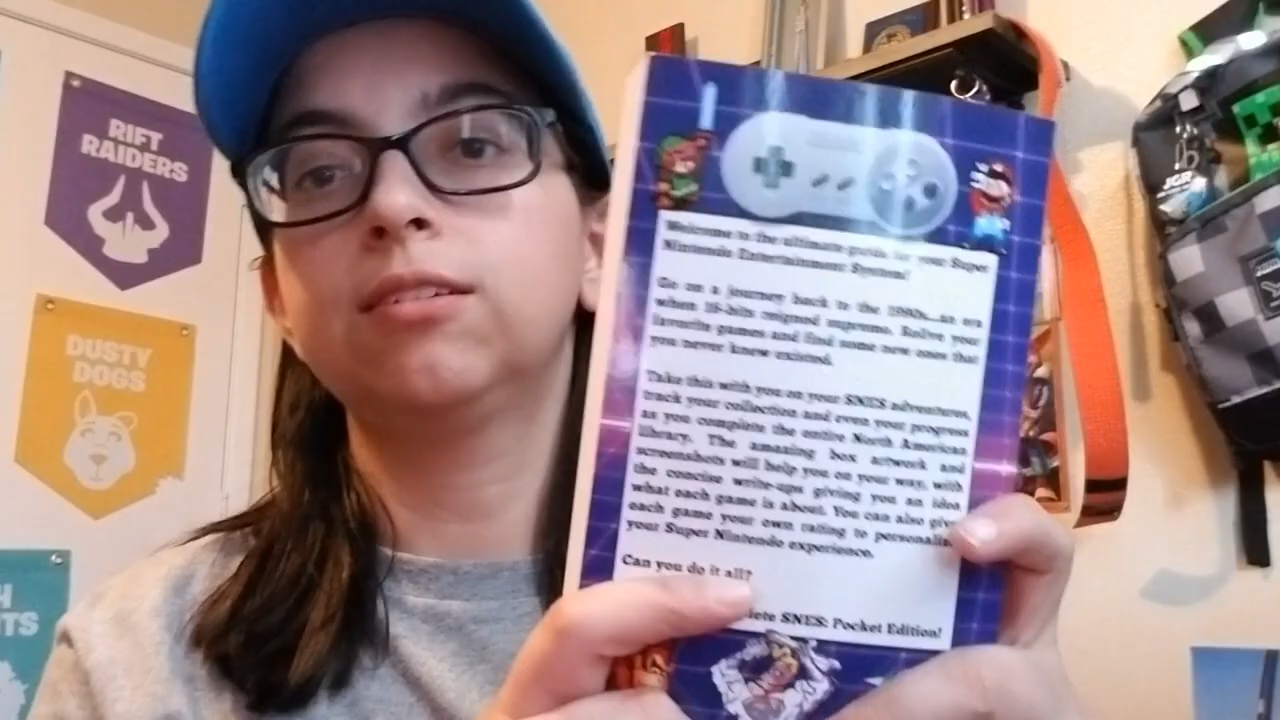 RIFT
RAIDERS
DUSTY
DOGS
JGR
Welcome to the ultimate guide to your Super
Nintendo Entertainment System!
Go on a journey back to the 1990s...an era
when 16-bits reigned supreme. Relive your
favorite games and find some new ones that
you never knew existed.
Take this with you on your SNES adventures,
track your collection and even your progress
as you complete the entire North American
library. The amazing box artwork and
screenshots will help you on your way, with
the concise write-ups giving you an idea
what each game is about. You can also give
each game your own rating to personalise
your Super Nintendo experience.
Can you do it all?
lete SNES: Pocket Edition!